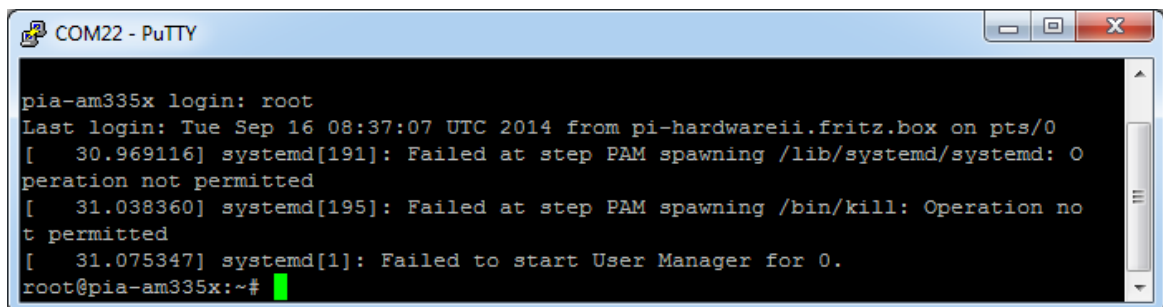 COM22 - PuTTY
pia-am335x login: root
Last login: Tue Sep 16 08:37:07 UTC 2014 from pi-hardwareii.fritz.box on pts/0
[   30.969116] systemd[191]: Failed at step PAM spawning /lib/systemd/systemd: O
peration not permitted
[   31.038360] systemd[195]: Failed at step PAM spawning /bin/kill: Operation no
t permitted
[   31.075347] systemd[1]: Failed to start User Manager for 0.
root@pia-am335x:~#